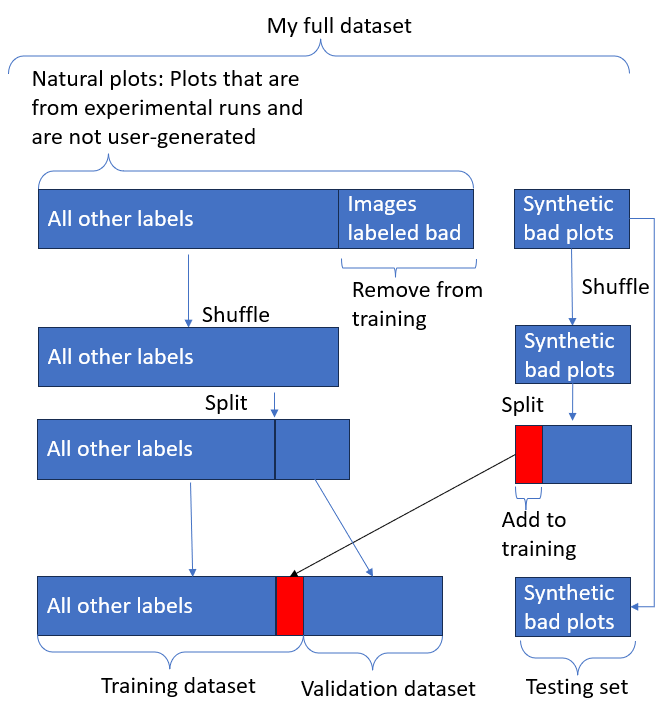 My full dataset
Natural plots: Plots that are
from experimental runs and
are not user-generated
All other labels
Images
labeled bad
Synthetic
bad plots
Remove from
training
Shuffle
Shuffle
All other labels
Synthetic
bad plots
Split
Split
All other labels
Add to
training
All other labels
Synthetic
bad plots
Training dataset
Validation dataset
Testing set